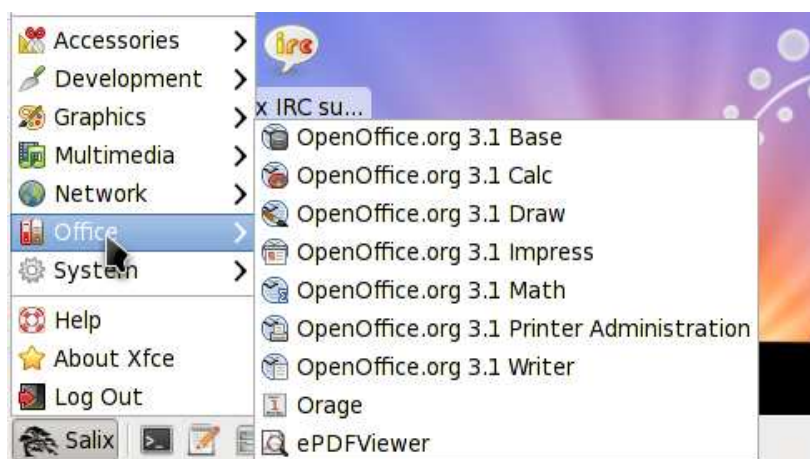 Accessories
Development
Graphics
Multimedia
Network
Office
System
Help
About Xfce
Log Out
Salix
irc
x IRC su...
OpenOffice.org 3.1 Base
OpenOffice.org 3.1 Calc
OpenOffice.org 3.1 Draw
OpenOffice.org 3.1 Impress
OpenOffice.org 3.1 Math
OpenOffice.org 3.1 Printer Administration
OpenOffice.org 3.1 Writer
Orage
ePDFViewer